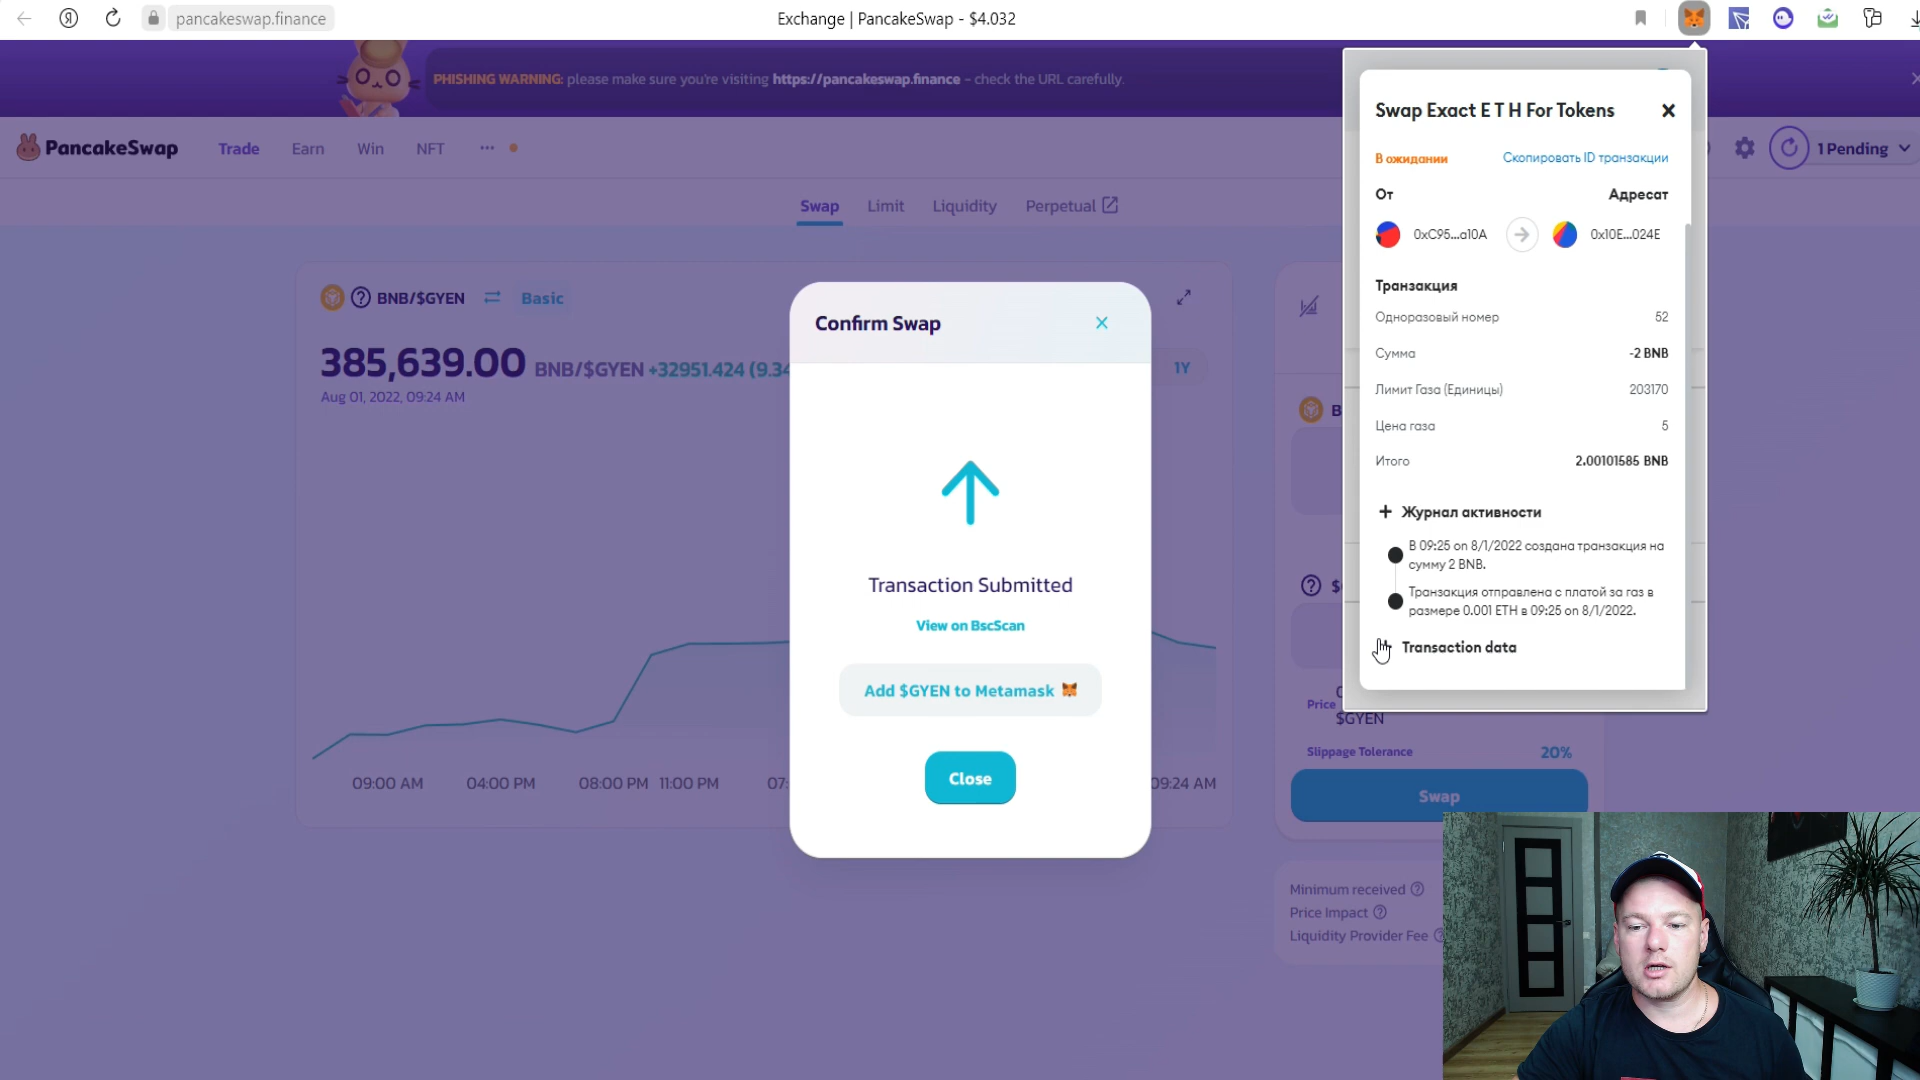 pancakeswap.finance
Exchange | PancakeSwap - $4.032
PHISHING WARNING: please make sure you're visiting https://pancakeswap.finance - check the URL carefully.
PancakeSwap
Trade
Earn
Win
NFT
1 Pending
Swap
Limit
Liquidity
Perpetual
BNB/$GYEN
Basic
385,639.00 BNB/$GYEN +32951.424 (9.34
Aug 01, 2022, 09:24 AM
1Y
09:00 AM
04:00 PM
08:00 PM
11:00 PM
07:
09:24 AM
Confirm Swap
Transaction Submitted
View on BscScan
Add $GYEN to Metamask
Close
Swap Exact E T H For Tokens
В ожидании
Скопировать ID транзакции
От
Адресат
0xC95...a10A
0x10E...024E
Транзакция
Одноразовый номер
52
Сумма
-2 BNB
Лимит Газа (Единицы)
203170
Цена газа
5
Итого
2.00101585 BNB
+ Журнал активности
В 09:25 on 8/1/2022 создана транзакция на
сумму 2 BNB.
Транзакция отправлена с платой за газ в
размере 0.001 ETH в 09:25 on 8/1/2022.
Transaction data
B
Price
$GYEN
Slippage Tolerance
20%
Swap
Minimum received
Price Impact
Liquidity Provider Fee